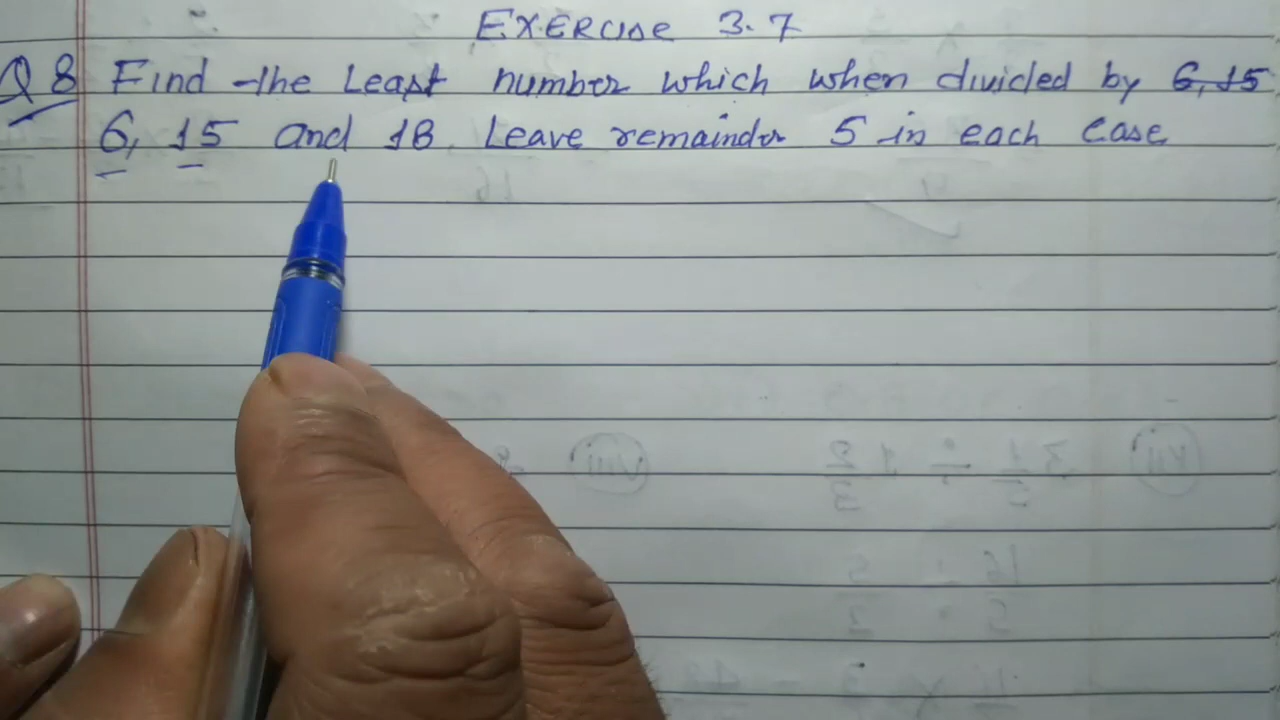 EXERCISE 3.7
Q 8 Find the Least number which when divided by 6, 15
6, 15 and 18 Leave remainder 5 in each Case